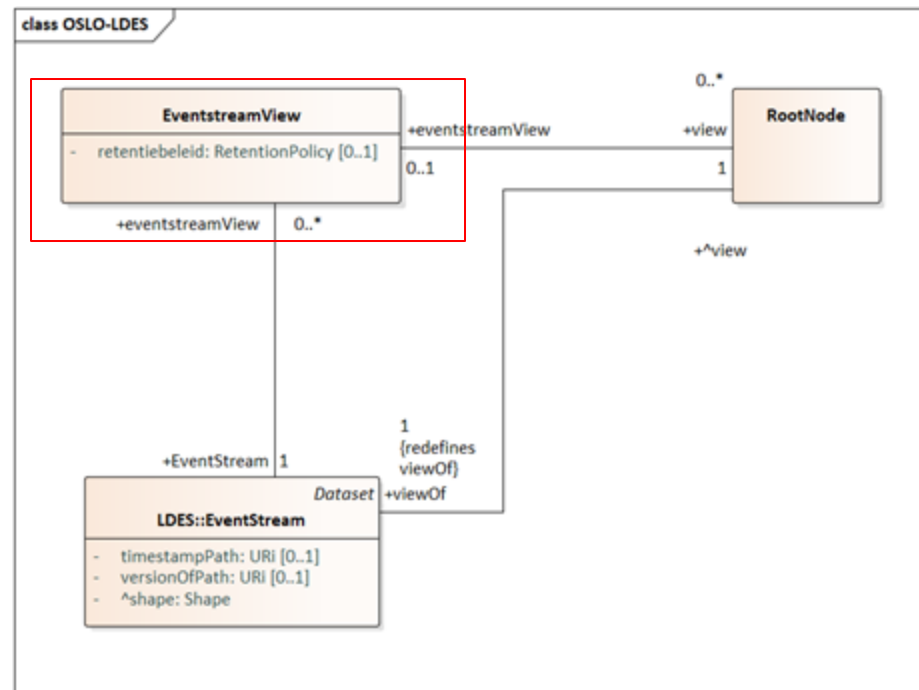 class OSLO-LDES
0..*
EventstreamView
RootNode
+eventstreamView
+view
- retentiebeleid: RetentionPolicy [0..1]
0..1
1
+eventstreamView
0..*
+^view
1
{redefines
viewOf}
+EventStream
1
Dataset
+viewOf
LDES::EventStream
- timestampPath: URi [0..1]
- versionOfPath: URi [0..1]
- ^shape: Shape